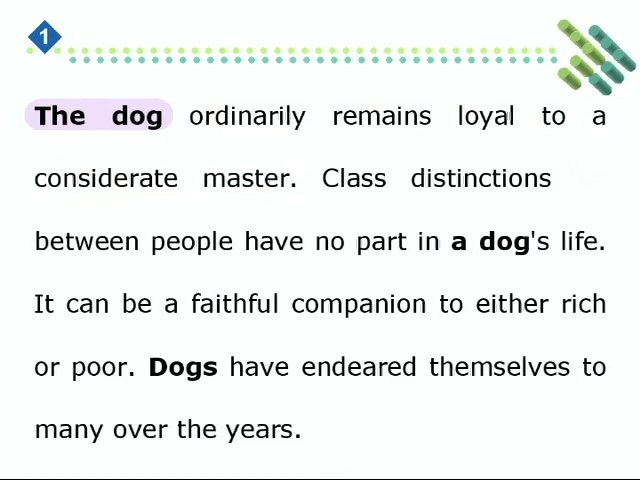 1
The dog ordinarily remains loyal to a
considerate master. Class distinctions
between people have no part in a dog's life.
It can be a faithful companion to either rich
or poor. Dogs have endeared themselves to
many over the years.